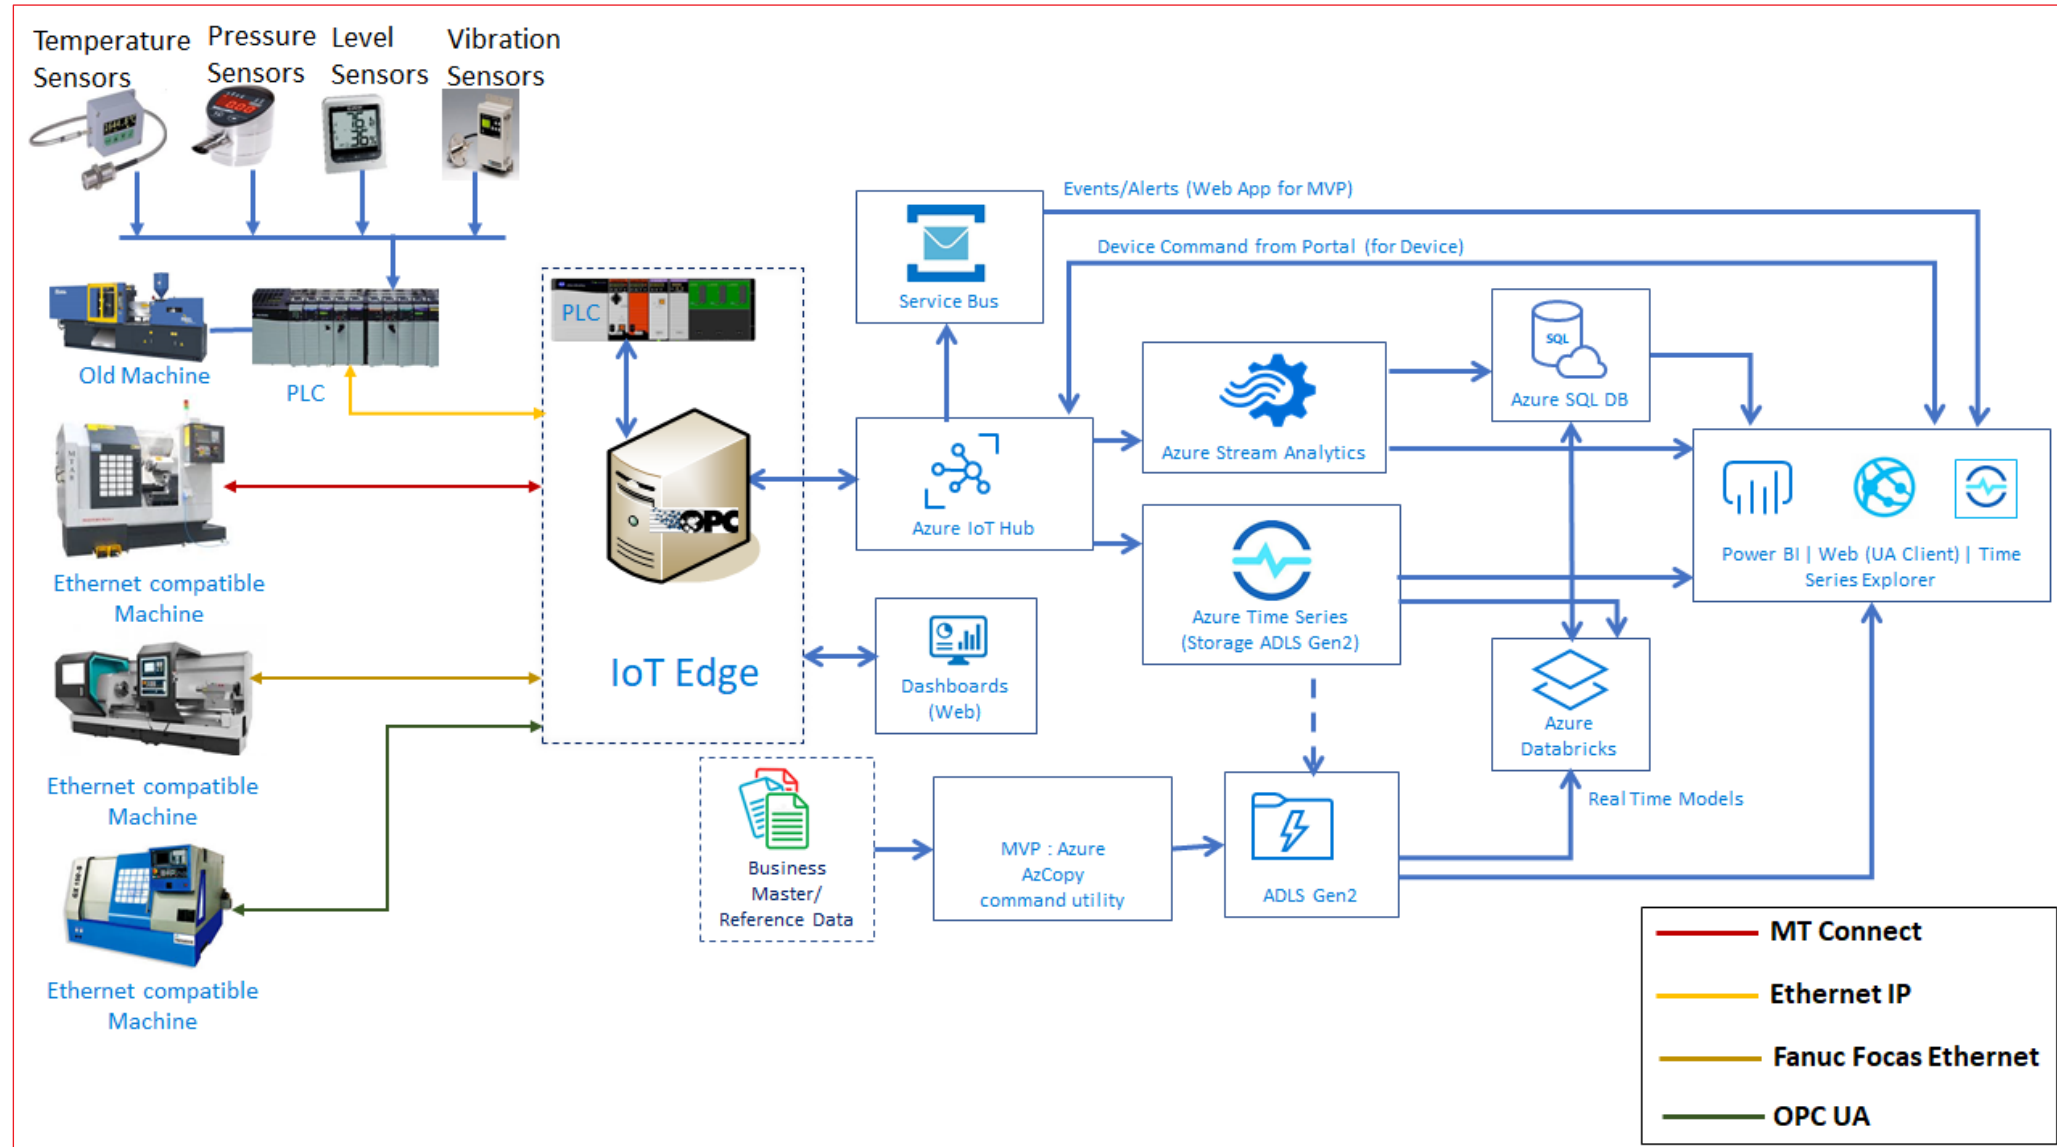 Temperature
Sensors
Pressure
Sensors
Level
Sensors
Vibration
Sensors
Old Machine
PLC
PLC
Ethernet compatible
Machine
Ethernet compatible
Machine
Ethernet compatible
Machine
OPC
IoT Edge
Service Bus
Events/Alerts (Web App for MVP)
Device Command from Portal (for Device)
Azure IoT Hub
Azure Stream Analytics
SQL
Azure SQL DB
Azure Time Series
(Storage ADLS Gen2)
Power BI | Web (UA Client) | Time
Series Explorer
Dashboards
(Web)
Azure
Databricks
Real Time Models
Business
Master/
Reference Data
MVP : Azure
AzCopy
command utility
ADLS Gen2
MT Connect
Ethernet IP
Fanuc Focas Ethernet
OPC UA